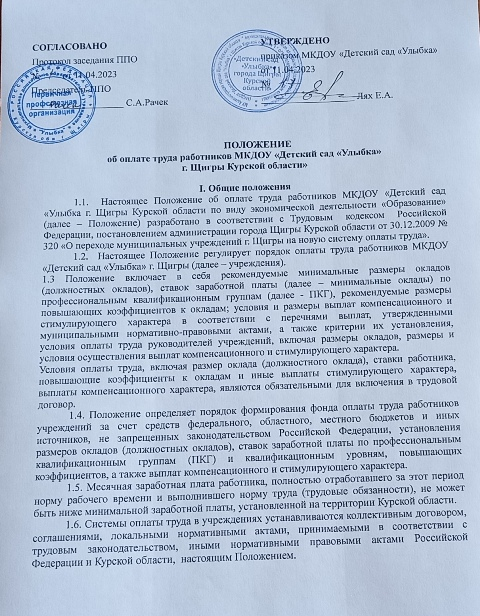 СОГЛАСОВАНО
Протокол заседания ППО
11.04.2023
Председатель ППО
С.А.Рачек
Первичная
профсоюзная
организация
УТВЕРЖДЕНО
приказом МКДОУ «Детский сад «Улыбка»
от 11.04.2023
№
Лях Е.А.
«Детский сад
«Улыбка»
города Щигры
Курской
области»
ПОЛОЖЕНИЕ
об оплате труда работников МКДОУ «Детский сад «Улыбка»
г. Щигры Курской области»
I. Общие положения
1.1. Настоящее Положение об оплате труда работников МКДОУ «Детский сад
«Улыбка г. Щигры Курской области по виду экономической деятельности «Образование»
(далее – Положение) разработано в соответствии с Трудовым кодексом Российской
Федерации, постановлением администрации города Щигры Курской области от 30.12.2009 №
320 «О переходе муниципальных учреждений г. Щигры на новую систему оплаты труда».
1.2. Настоящее Положение регулирует порядок оплаты труда работников МКДОУ
«Детский сад «Улыбка» г. Щигры (далее – учреждения).
1.3 Положение включает в себя рекомендуемые минимальные размеры окладов
(должностных окладов), ставок заработной платы (далее – минимальные оклады) по
профессиональным квалификационным группам (далее - ПКГ), рекомендуемые размеры
повышающих коэффициентов к окладам; условия и размеры выплат компенсационного и
стимулирующего характера в соответствии с перечнями выплат, утвержденными
муниципальными нормативно-правовыми актами, а также критерии их установления,
условия оплаты труда руководителей учреждений, включая размеры окладов, размеры и
условия осуществления выплат компенсационного и стимулирующего характера.
Условия оплаты труда, включая размер оклада (должностного оклада), ставки работника,
повышающие коэффициенты к окладам и иные выплаты стимулирующего характера,
выплаты компенсационного характера, являются обязательными для включения в трудовой
договор.
1.4. Положение определяет порядок формирования фонда оплаты труда работников
учреждений за счет средств федерального, областного, местного бюджетов и иных
источников, не запрещенных законодательством Российской Федерации, установления
размеров окладов (должностных окладов), ставок заработной платы по профессиональным
квалификационным группам (ПКГ) и квалификационным уровням, повышающих
коэффициентов, а также выплат компенсационного и стимулирующего характера.
1.5. Месячная заработная плата работника, полностью отработавшего за этот период
норму рабочего времени и выполнившего норму труда (трудовые обязанности), не может
быть ниже минимальной заработной платы, установленной на территории Курской области.
1.6. Системы оплаты труда в учреждениях устанавливаются коллективным договором,
соглашениями, локальными нормативными актами, принимаемыми в соответствии с
трудовым законодательством, иными нормативными правовыми актами Российской
Федерации и Курской области, настоящим Положением.